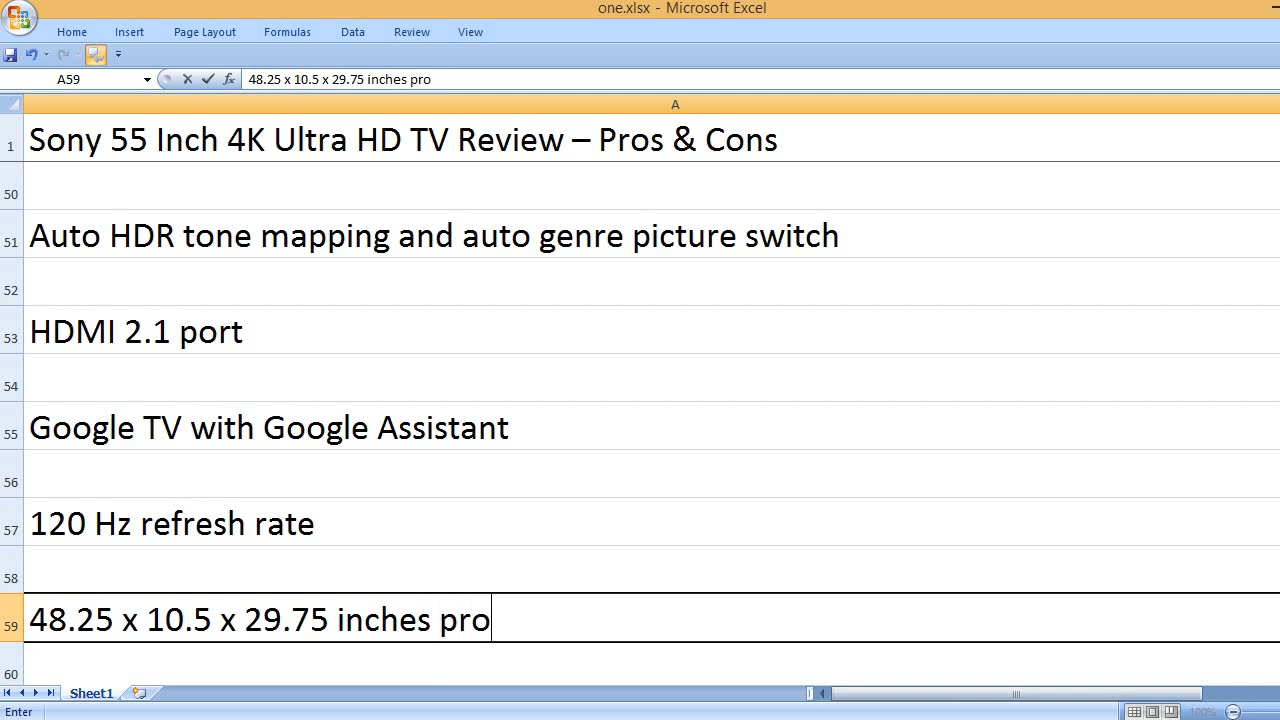 one.xlsx - Microsoft Excel
Home Insert Page Layout Formulas Data Review View
A59 fx 48.25 x 10.5 x 29.75 inches pro
A
1 Sony 55 Inch 4K Ultra HD TV Review – Pros & Cons
50
51 Auto HDR tone mapping and auto genre picture switch
52
53 HDMI 2.1 port
54
55 Google TV with Google Assistant
56
57 120 Hz refresh rate
58
59 48.25 x 10.5 x 29.75 inches pro
60
Sheet1
Enter 100%